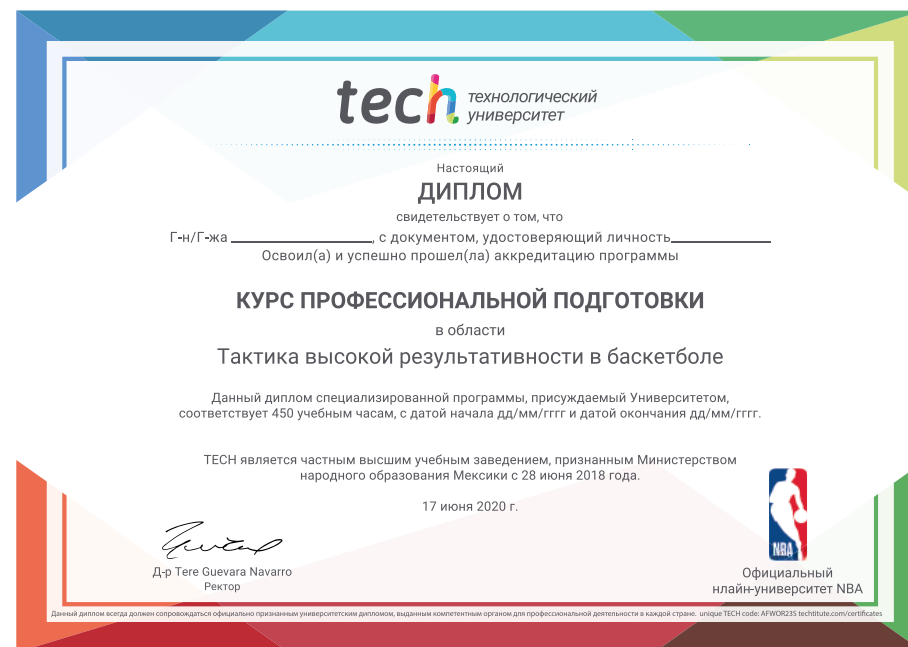 tech технологический
университет
Настоящий
ДИПЛОМ
свидетельствует о том, что
Г-н/Г-жа ____________________, с документом, удостоверяющий личность______________
Освоил(а) и успешно прошел(ла) аккредитацию программы
КУРС ПРОФЕССИОНАЛЬНОЙ ПОДГОТОВКИ
в области
Тактика высокой результативности в баскетболе
Данный диплом специализированной программы, присуждаемый Университетом,
соответствует 450 учебным часам, с датой начала дд/мм/гггг и датой окончания дд/мм/гггг.
TECH является частным высшим учебным заведением, признанным Министерством
народного образования Мексики с 28 июня 2018 года.
17 июня 2020 г.
Д-р Tere Guevara Navarro
Ректор
NBA
Официальный
нлайн-университет NBA
Данный диплом всегда должен сопровождаться официально признанным университетским дипломом, выданным компетентным органом для профессиональной деятельности в каждой стране. unique TECH code: AFWOR23S techtitute.com/certificates